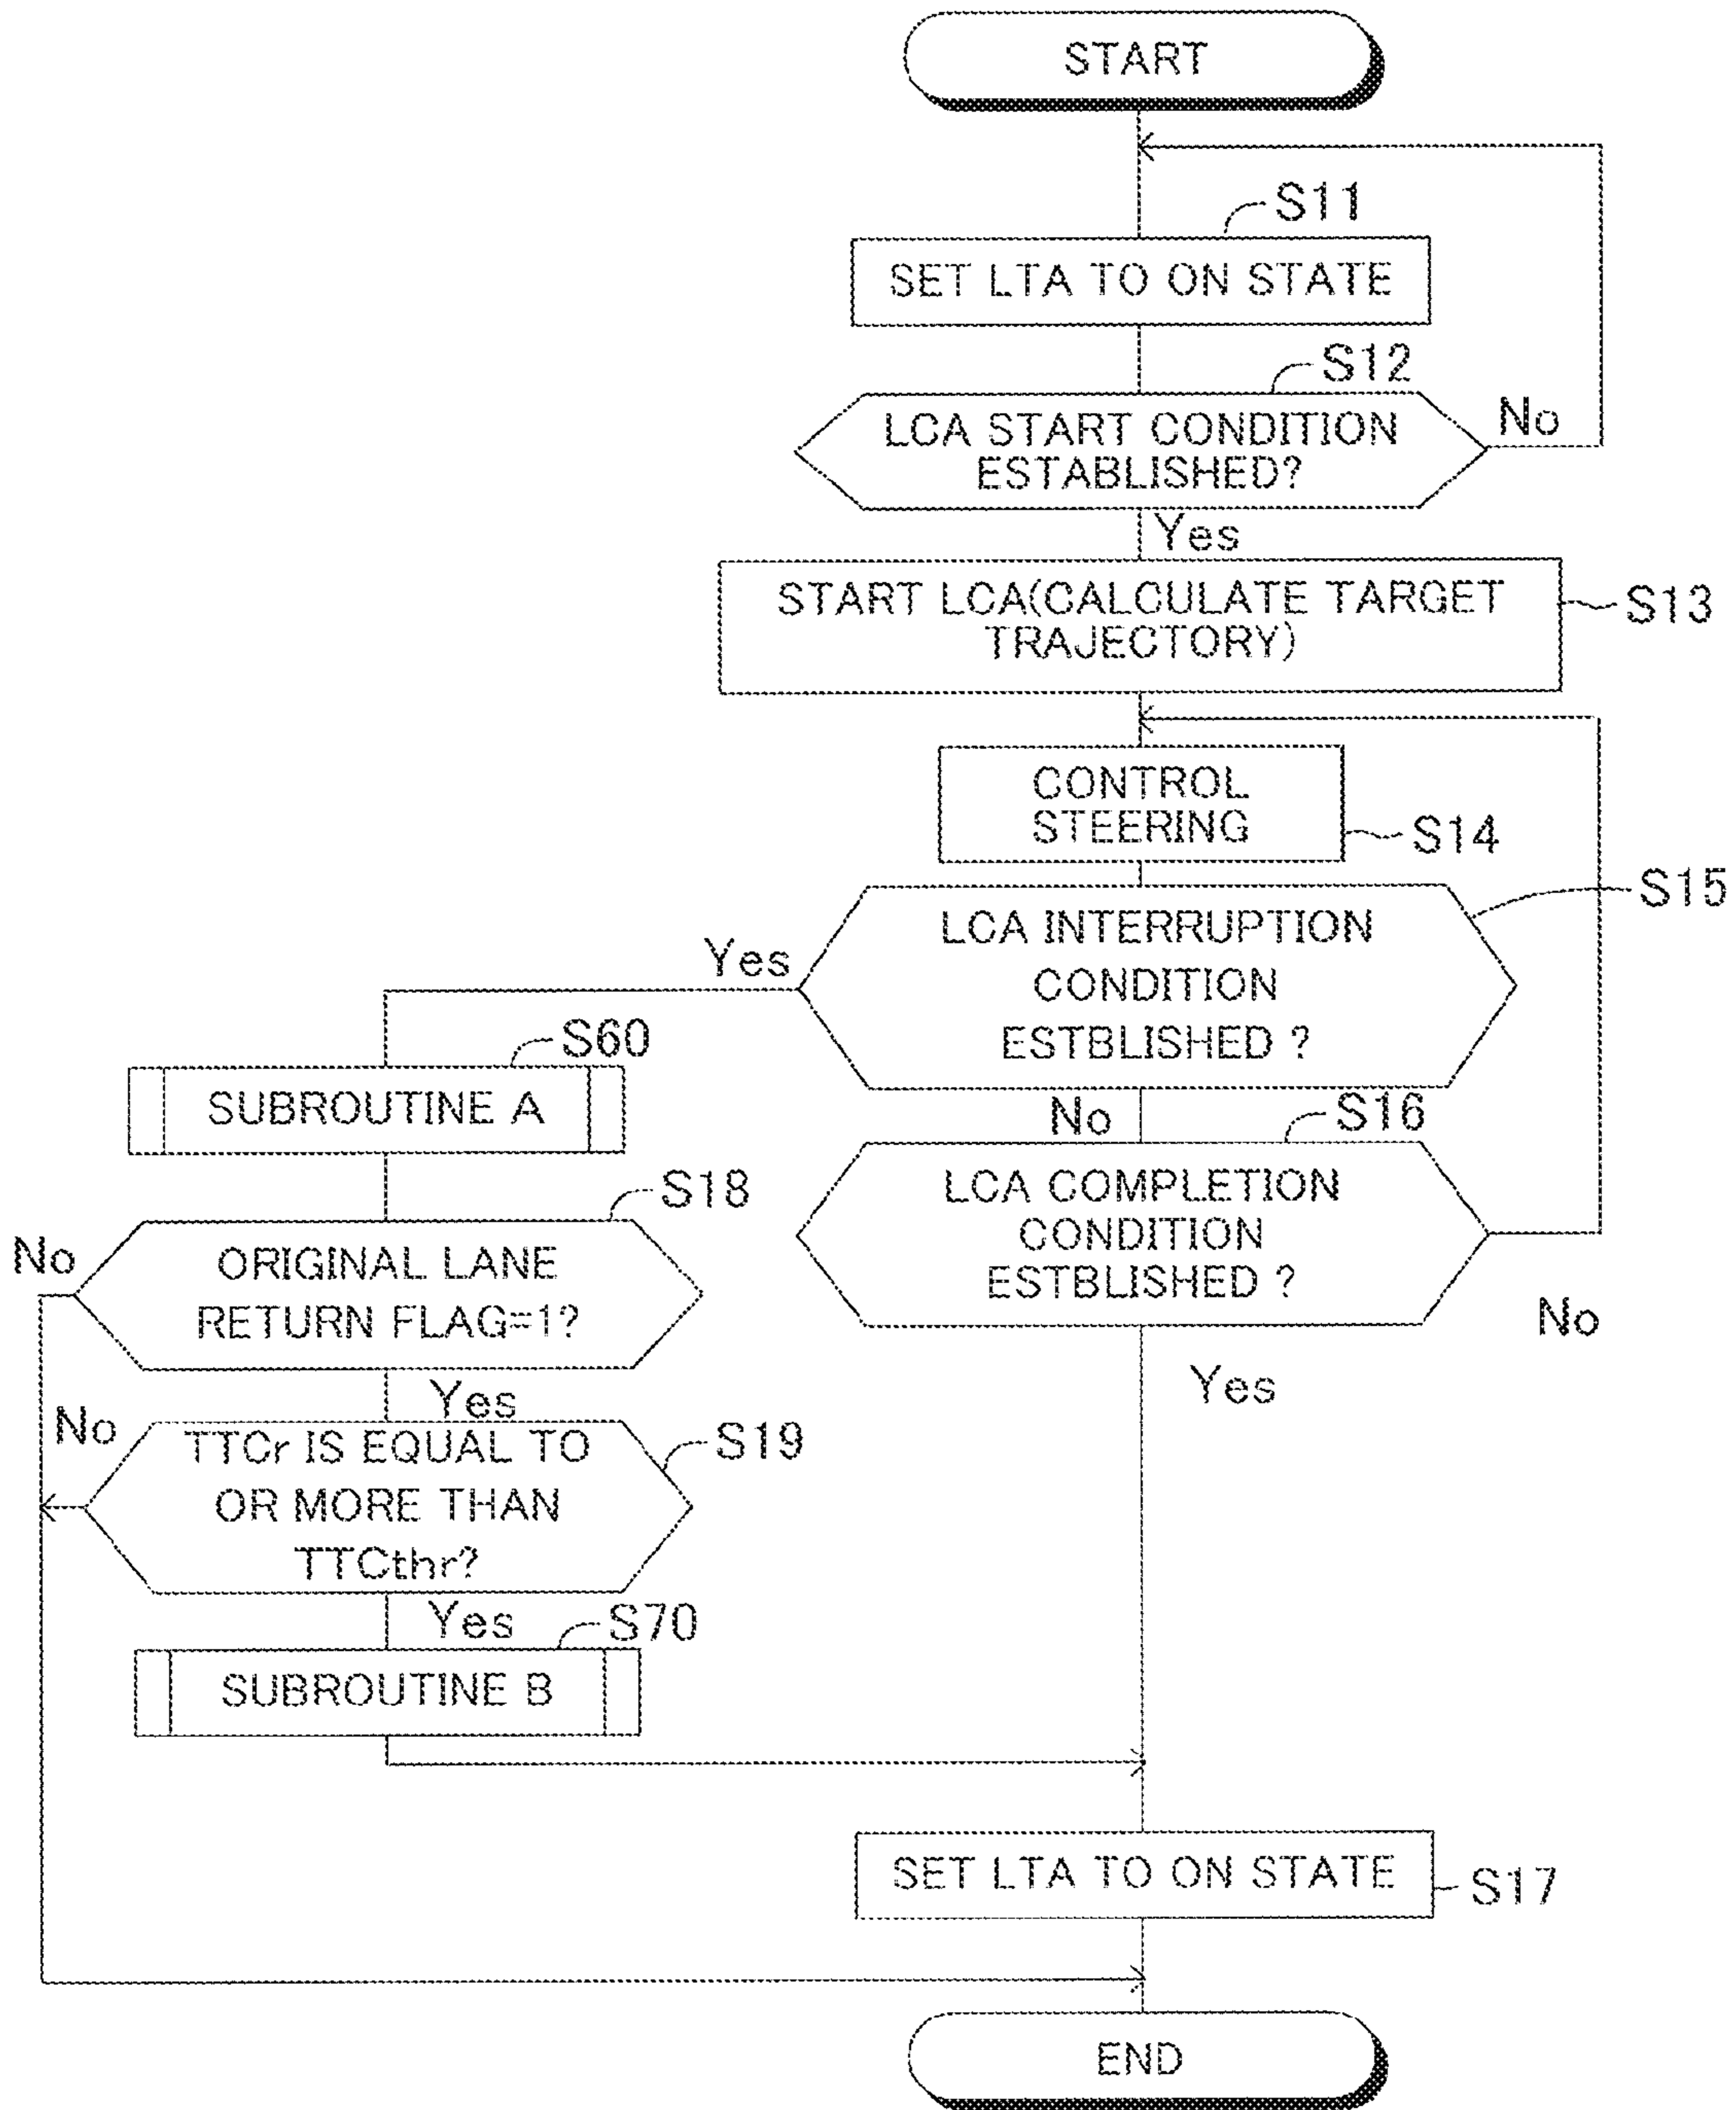 START
S11
SET LTA TO ON STATE
S12
LCA START CONDITION
ESTABLISHED?
No
Yes
START LCA(CALCULATE TARGET
TRAJECTORY)
S13
CONTROL
STEERING
S14
S15
LCA INTERRUPTION
CONDITION
ESTBLISHED ?
Yes
No
S60
SUBROUTINE A
S16
LCA COMPLETION
CONDITION
ESTBLISHED ?
No
Yes
S18
ORIGINAL LANE
RETURN FLAG=1?
No
Yes
S19
TTCr IS EQUAL TO
OR MORE THAN
TTCthr?
No
Yes
S70
SUBROUTINE B
SET LTA TO ON STATE
S17
END